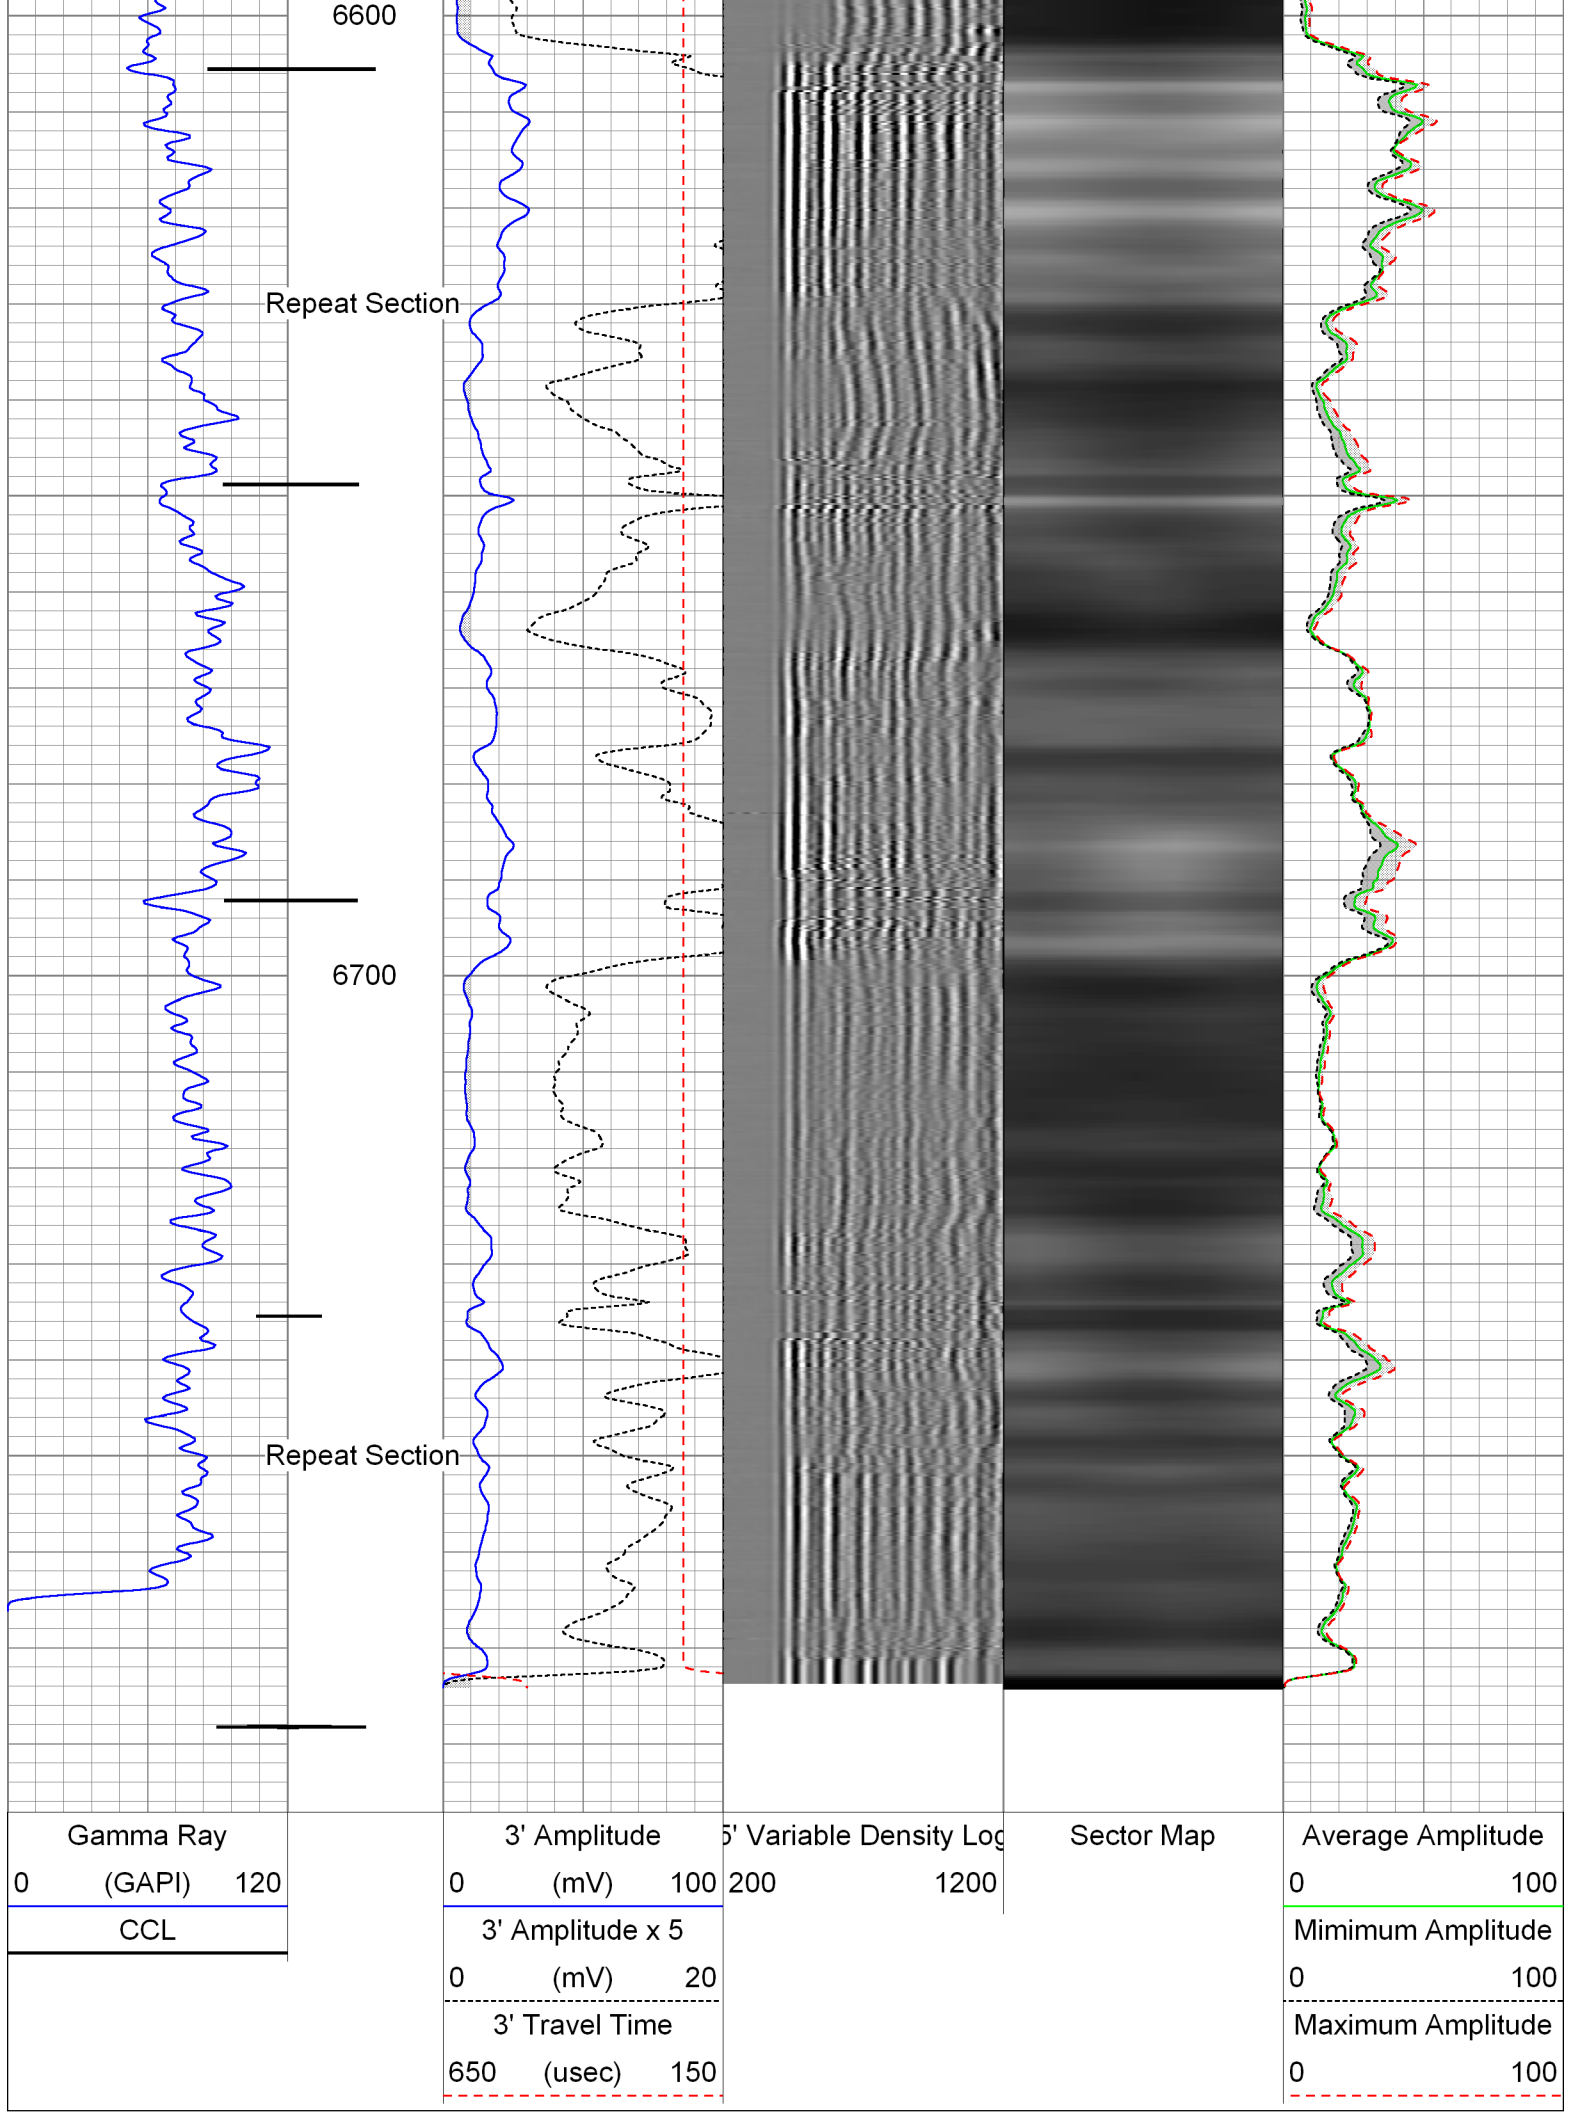 6600
Repeat Section
6700
Repeat Section
Gamma Ray
0 (GAPI) 120
CCL
3' Amplitude
0 (mV) 100
3' Amplitude x 5
0 (mV) 20
3' Travel Time
650 (usec) 150
5' Variable Density Log
200 1200
Sector Map
Average Amplitude
0 100
Mimimum Amplitude
0 100
Maximum Amplitude
0 100